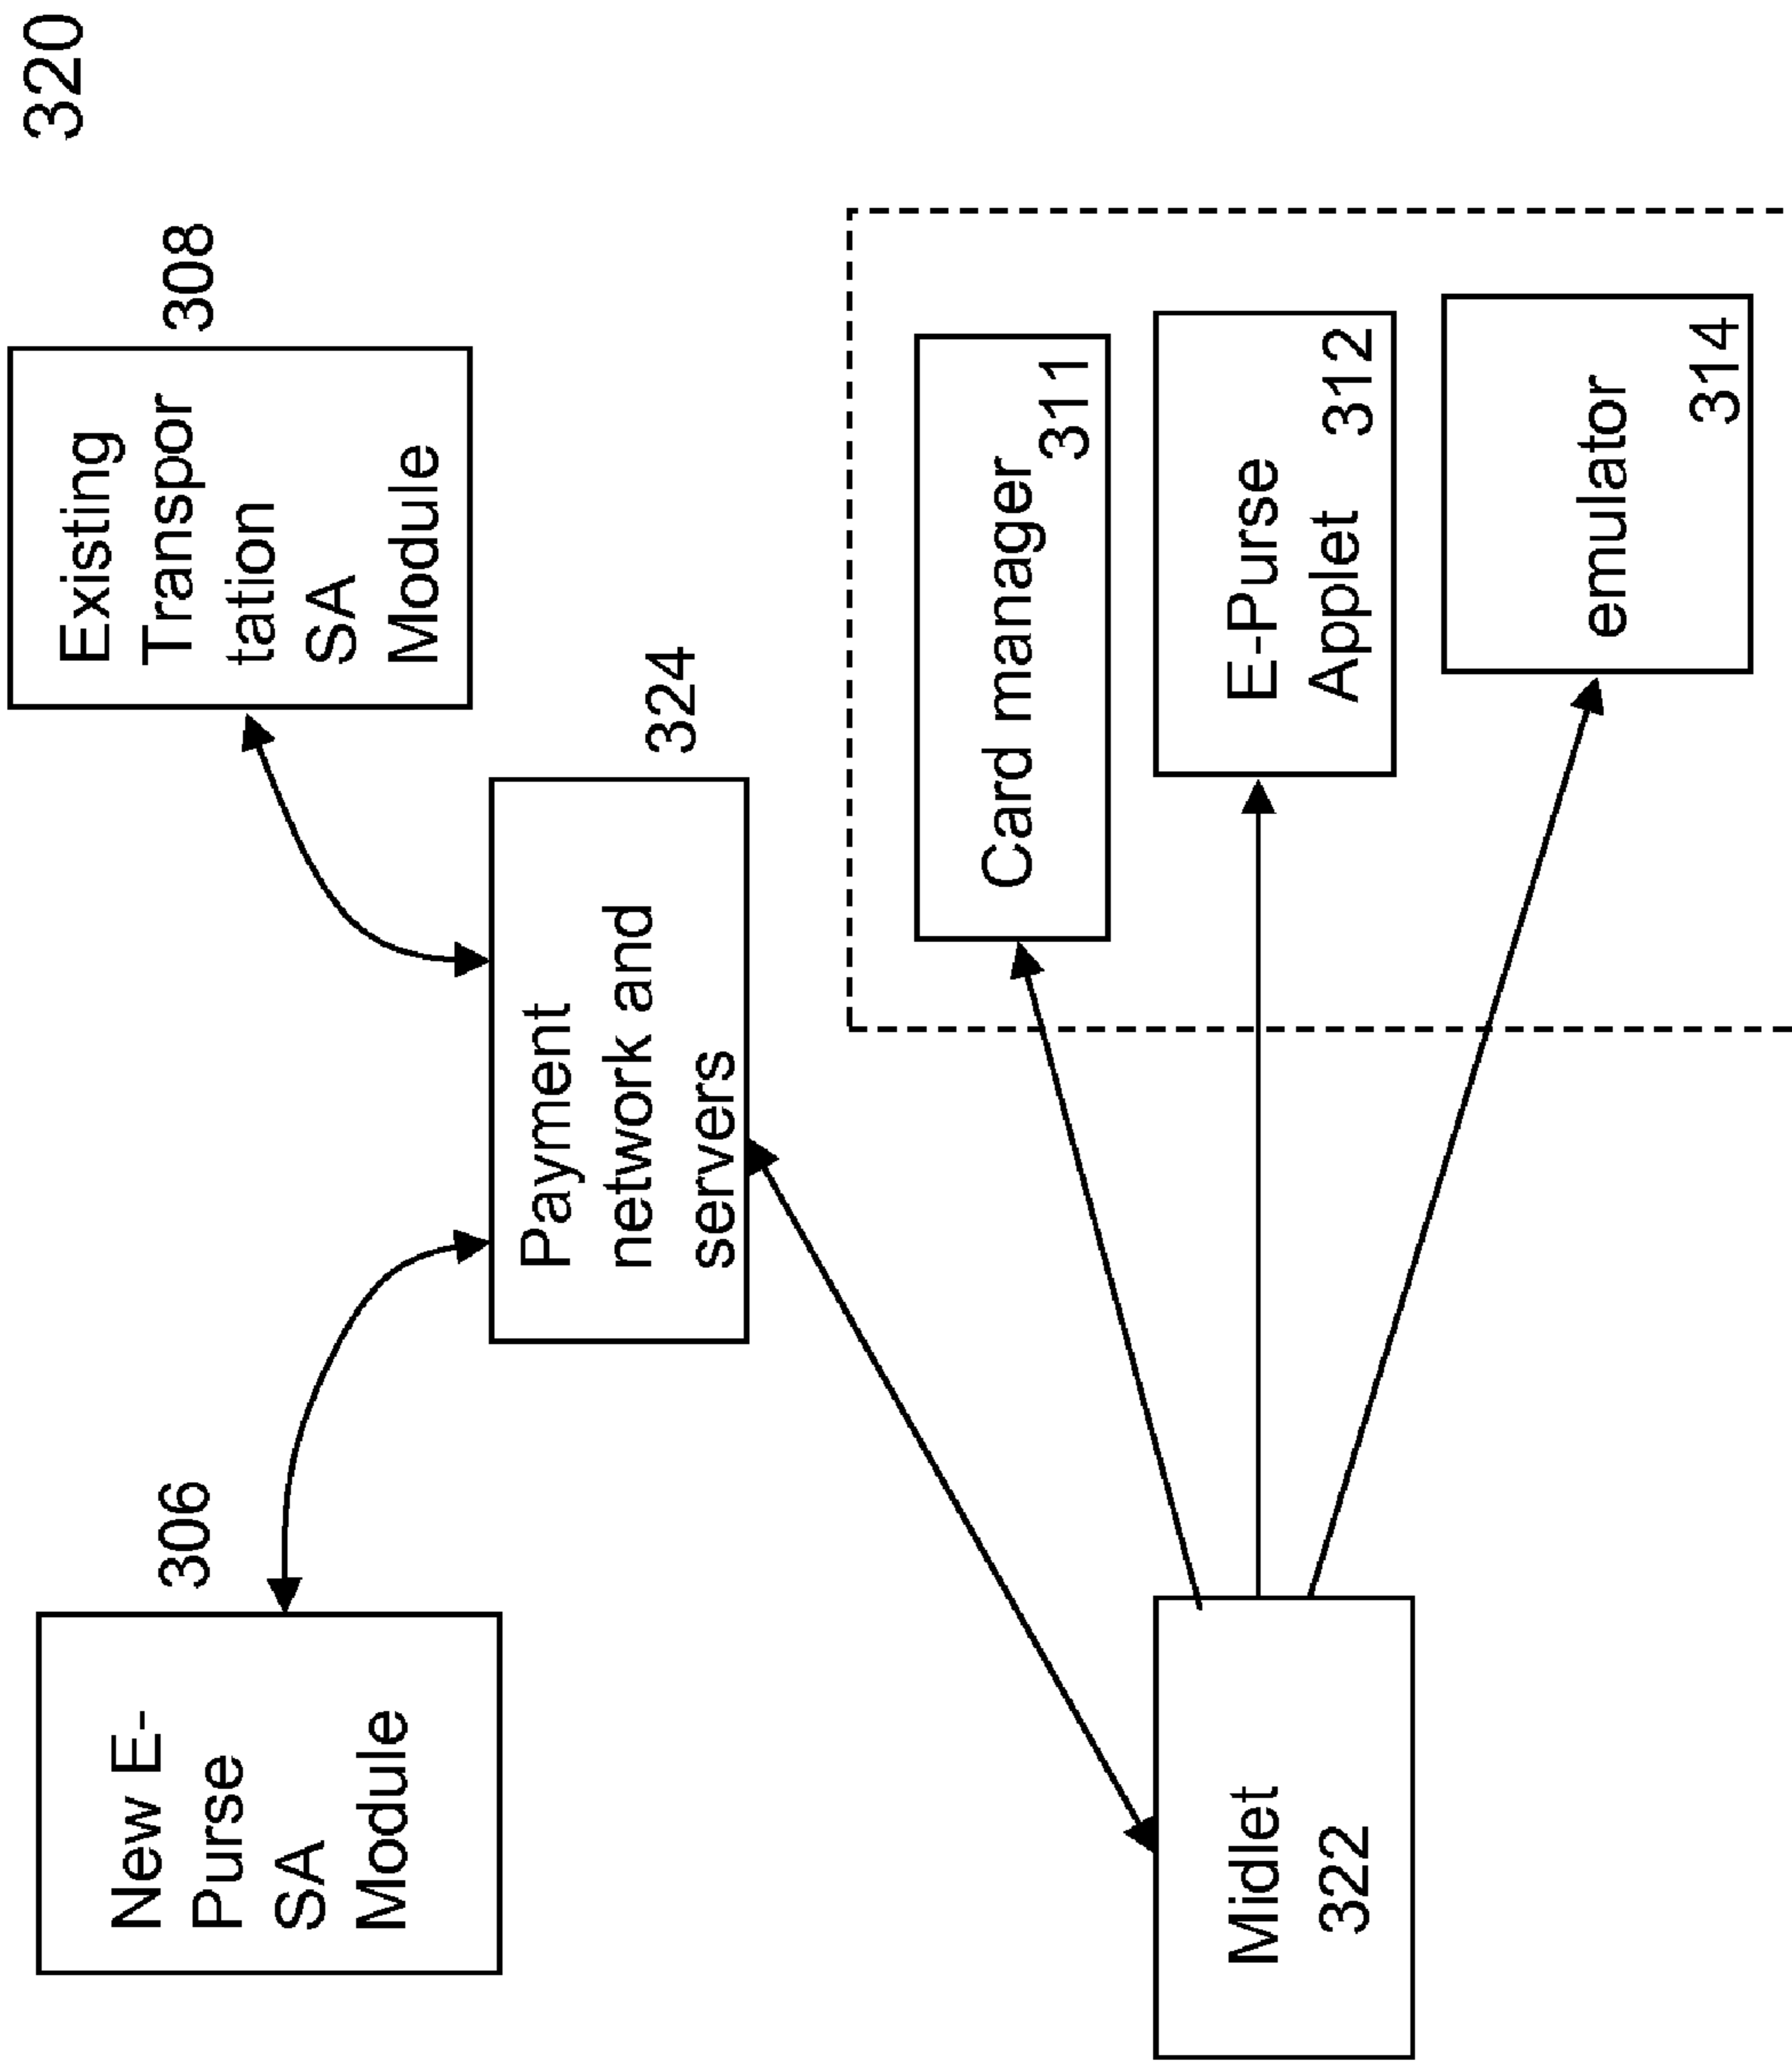 320
306
New E-
Purse
SA
Module
308
Existing
Transpor
tation
SA
Module
324
Payment
network and
servers
Midlet
322
Card manager
311
E-Purse
Applet 312
emulator
314